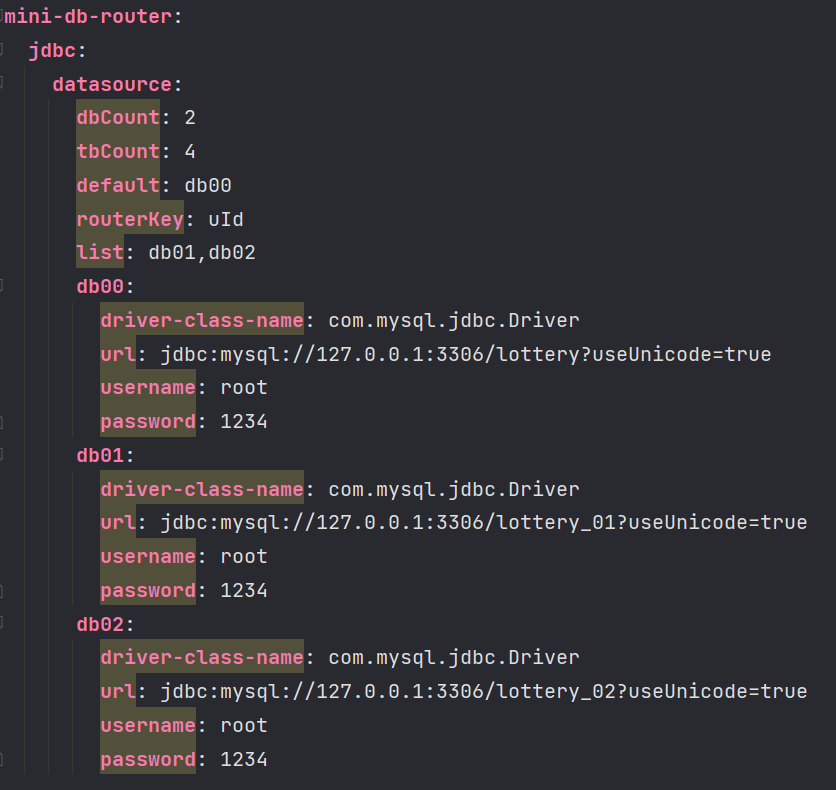 mini-db-router:
  jdbc:
    datasource:
      dbCount: 2
      tbCount: 4
      default: db00
      routerKey: uId
      list: db01,db02
      db00:
        driver-class-name: com.mysql.jdbc.Driver
        url: jdbc:mysql://127.0.0.1:3306/lottery?useUnicode=true
        username: root
        password: 1234
      db01:
        driver-class-name: com.mysql.jdbc.Driver
        url: jdbc:mysql://127.0.0.1:3306/lottery_01?useUnicode=true
        username: root
        password: 1234
      db02:
        driver-class-name: com.mysql.jdbc.Driver
        url: jdbc:mysql://127.0.0.1:3306/lottery_02?useUnicode=true
        username: root
        password: 1234